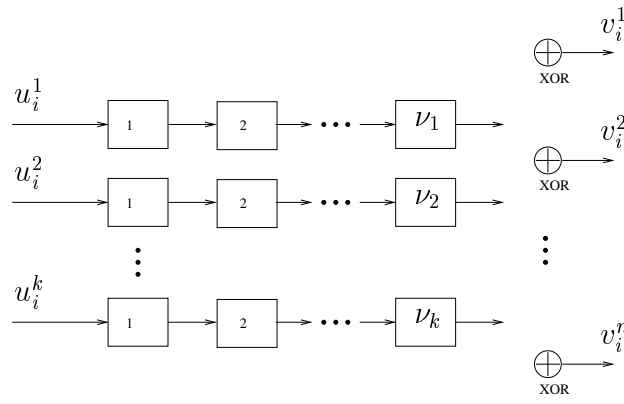 v_i^1
XOR
u_i^1
1 2 ••• ν_1
v_i^2
XOR
u_i^2
1 2 ••• ν_2
u_i^k
1 2 ••• ν_k
v_i^n
XOR